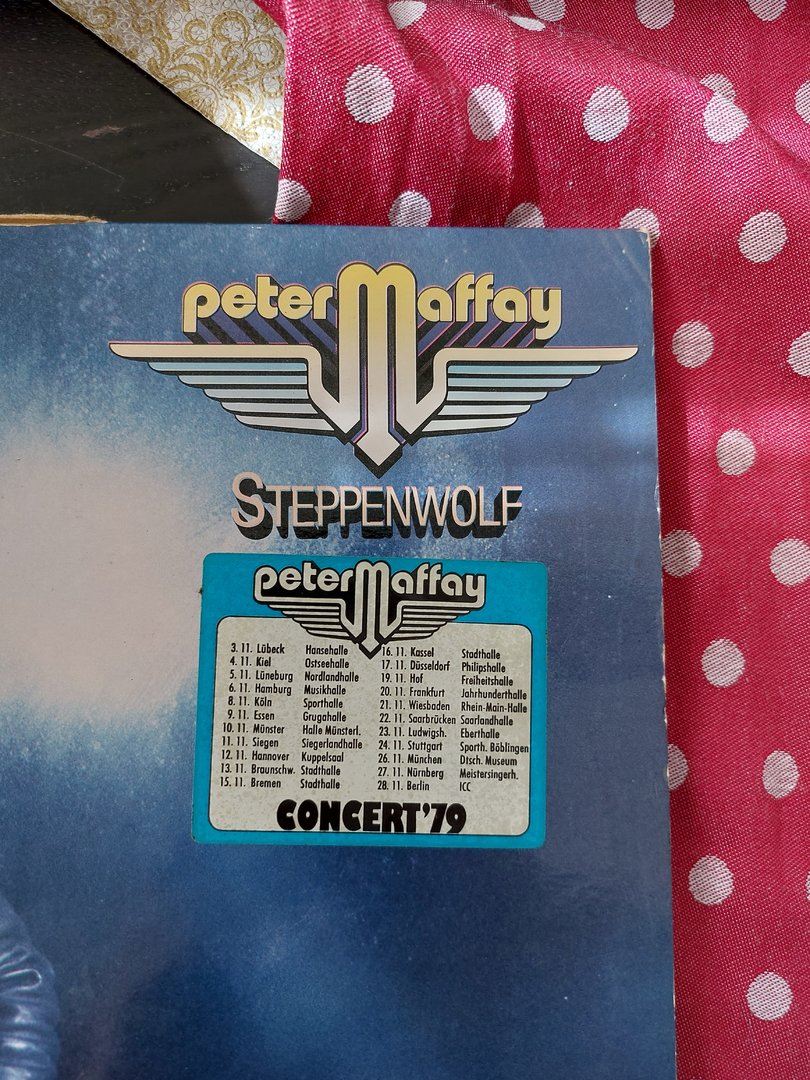 peter Maffay
STEPPENWOLF
peter Maffay
3. 11. Lübeck Hansehalle
4. 11. Kiel Ostseehalle
5. 11. Lüneburg Nordlandhalle
6. 11. Hamburg Musikhalle
8. 11. Köln Sporthalle
9. 11. Essen Grugahalle
10. 11. Münster Halle Münsterl.
11. 11. Siegen Siegerlandhalle
12. 11. Hannover Kuppelsaal
13. 11. Braunschw. Stadthalle
15. 11. Bremen Stadthalle
16. 11. Kassel Stadthalle
17. 11. Düsseldorf Philipshalle
19. 11. Hof Freiheitshalle
20. 11. Frankfurt Jahrhunderthalle
21. 11. Wiesbaden Rhein-Main-Halle
22. 11. Saarbrücken Saarlandhalle
23. 11. Ludwigsh. Eberthalle
24. 11. Stuttgart Sporth. Böblingen
26. 11. München Dtsch. Museum
27. 11. Nürnberg Meistersingerh.
28. 11. Berlin ICC
CONCERT'79